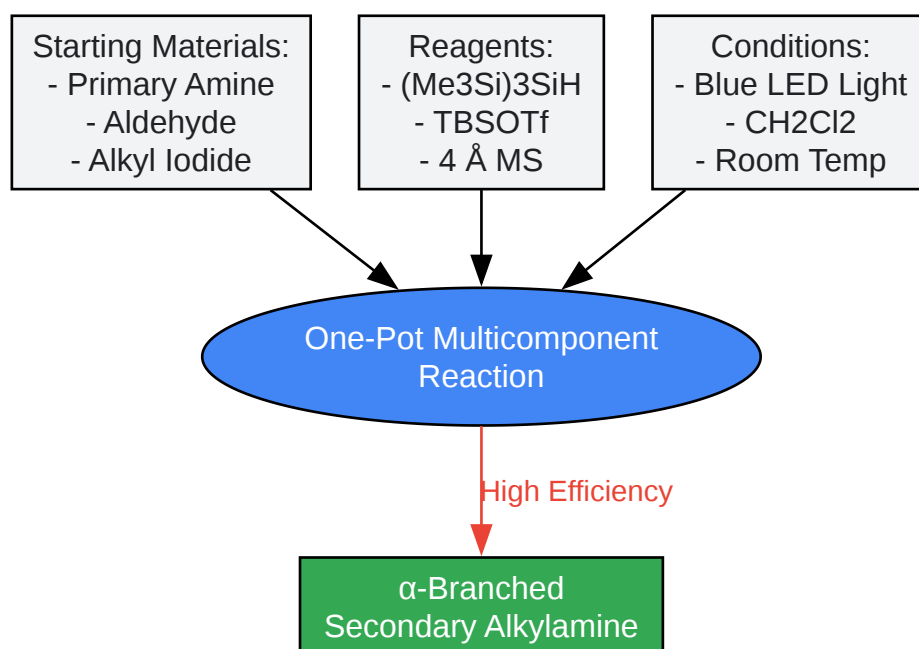 Starting Materials:
- Primary Amine
- Aldehyde
- Alkyl Iodide
Reagents:
- (Me3Si)3SiH
- TBSOTf
- 4 Å MS
Conditions:
- Blue LED Light
- CH2Cl2
- Room Temp
One-Pot Multicomponent
Reaction
High Efficiency
α-Branched
Secondary Alkylamine